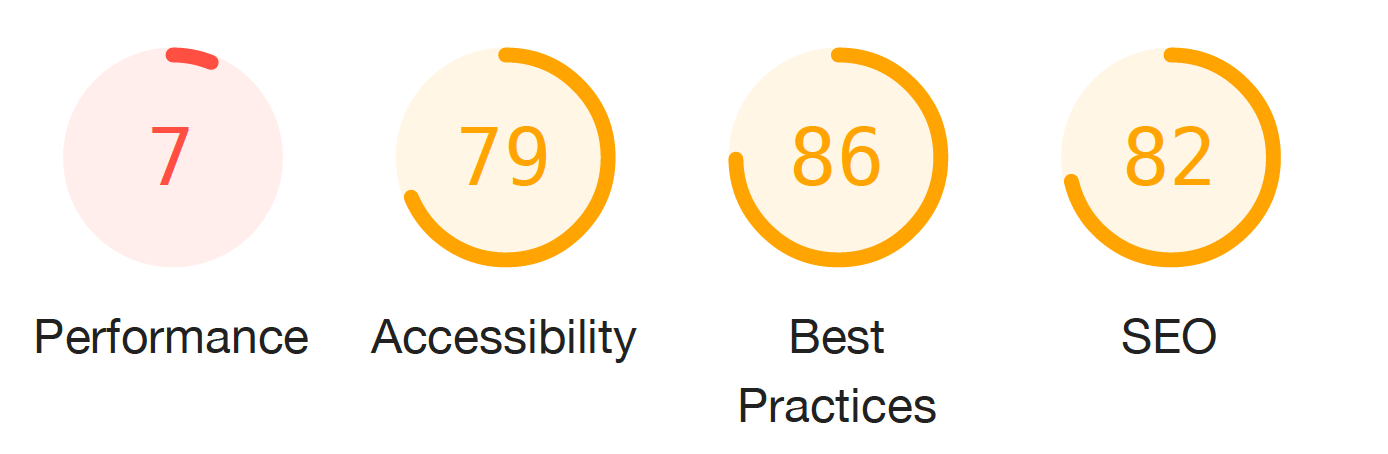 7 79 86 82
Performance Accessibility Best SEO
Practices